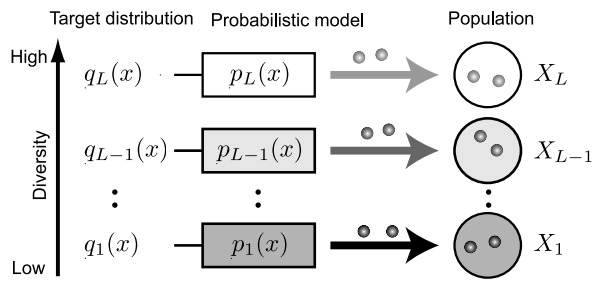 Target distribution Probabilistic model Population
High
q_L(x) p_L(x) X_L
q_{L-1}(x) p_{L-1}(x) X_{L-1}
Diversity
⋮ ⋮ ⋮
q_1(x) p_1(x) X_1
Low